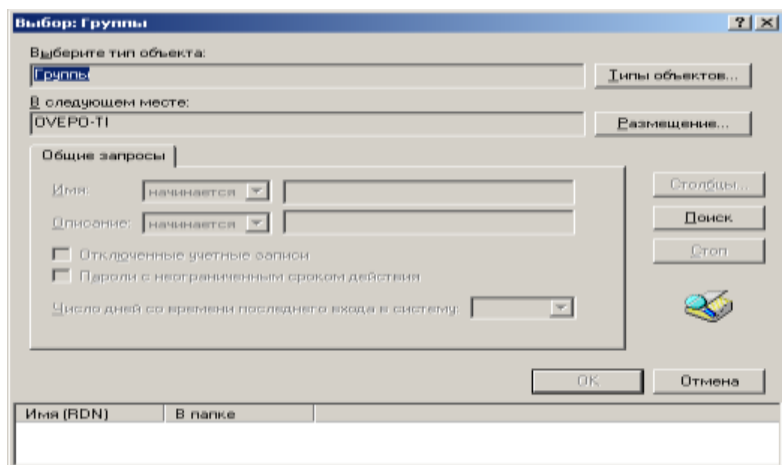 Выбор: Группы
Выберите тип объекта:
Группы
Типы объектов...
В следующем месте:
OVEPO-TI
Размещение...
Общие запросы
Имя: начинается
Столбцы...
Описание: начинается
Поиск
Отключенные учетные записи
Стоп
Пароли с неограниченным сроком действия
Число дней со времени последнего входа в систему:
ОК
Отмена
Имя (RDN) В папке